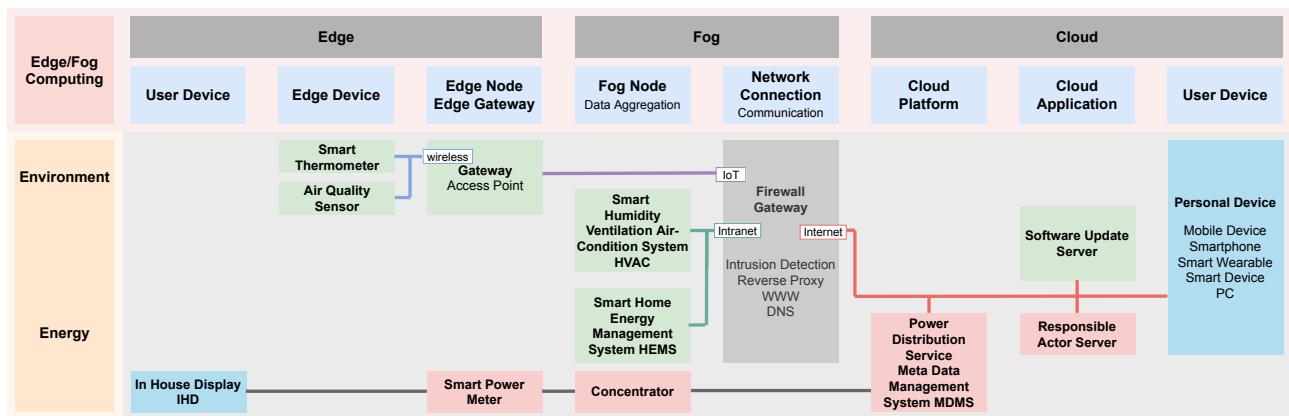 Edge/Fog
Computing
Edge
Fog
Cloud
User Device
Edge Device
Edge Node
Edge Gateway
Fog Node
Data Aggregation
Network
Connection
Communication
Cloud
Platform
Cloud
Application
User Device
Environment
Energy
Smart
Thermometer
Air Quality
Sensor
wireless
Gateway
Access Point
IoT
Firewall
Gateway
Smart
Humidity
Ventilation Air-
Condition System
HVAC
Intranet
Internet
Intrusion Detection
Reverse Proxy
WWW
DNS
Smart Home
Energy
Management
System HEMS
Software Update
Server
Personal Device
Mobile Device
Smartphone
Smart Wearable
Smart Device
PC
Power
Distribution
Service
Meta Data
Management
System MDMS
Responsible
Actor Server
In House Display
IHD
Smart Power
Meter
Concentrator